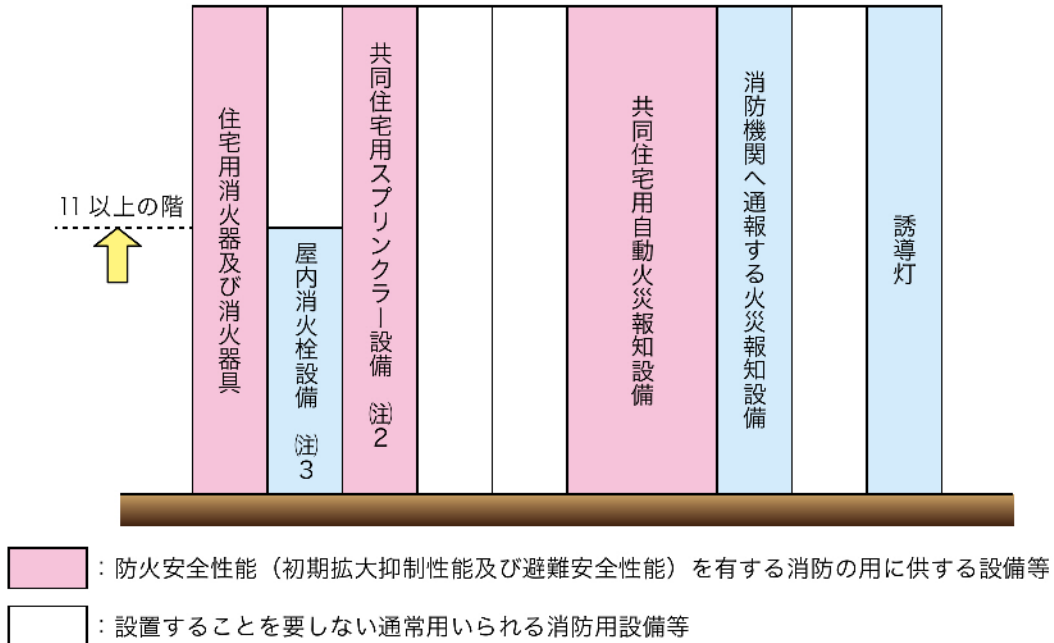 11以上の階
住宅用消火器及び消火器具
屋内消火栓設備 ㊟3
共同住宅用スプリンクラー設備 ㊟2
共同住宅用自動火災報知設備
消防機関へ通報する火災報知設備
誘導灯
：防火安全性能（初期拡大抑制性能及び避難安全性能）を有する消防の用に供する設備等
：設置することを要しない通常用いられる消防用設備等